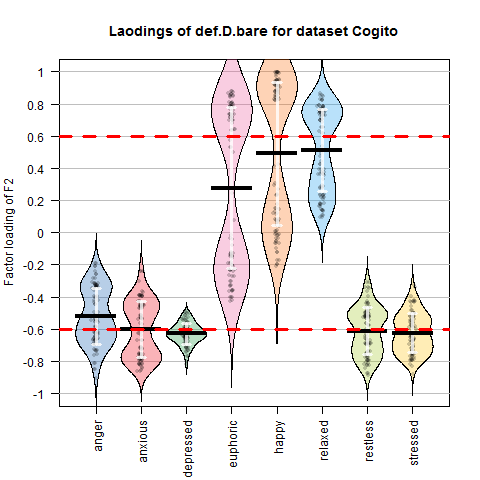 Laodings of def.D.bare for dataset Cogito
Factor loading of F2
1
0.8
0.6
0.4
0.2
0
-0.2
-0.4
-0.6
-0.8
-1
anger
anxious
depressed
euphoric
happy
relaxed
restless
stressed